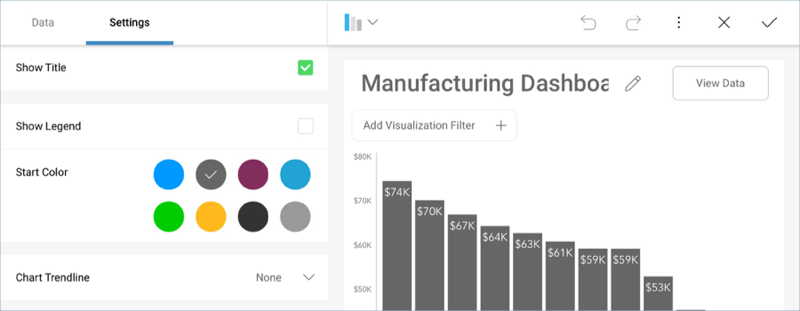 Data
Settings
Show Title
Show Legend
Start Color
Chart Trendline
None
Manufacturing Dashboa
View Data
Add Visualization Filter
$80K
$70K
$60K
$50K
$74K
$70K
$67K
$64K
$63K
$61K
$59K
$59K
$53K